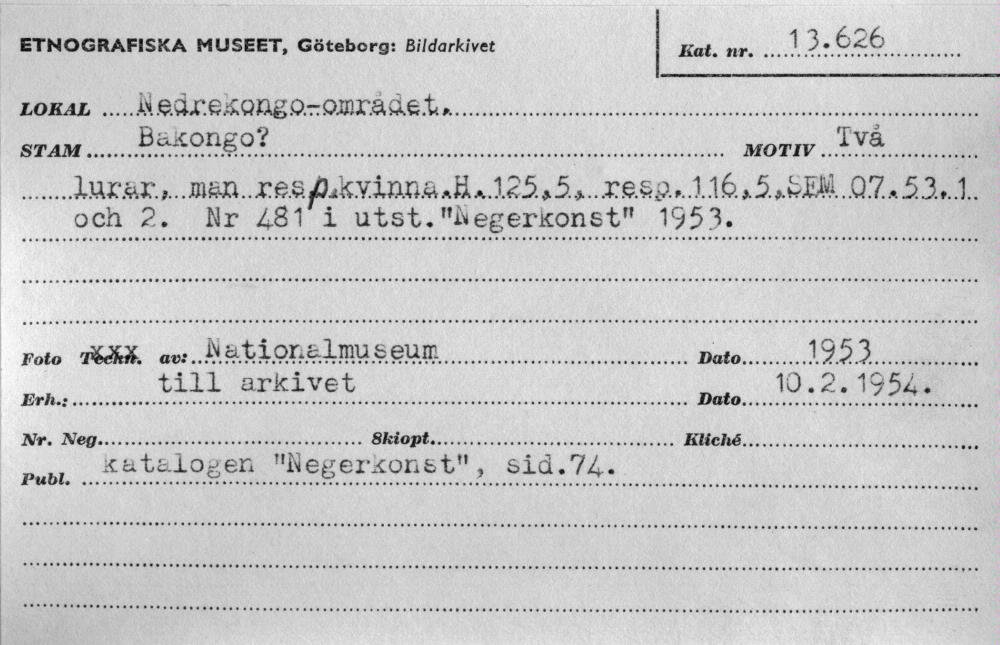 ETNOGRAFISKA MUSEET, Göteborg: Bildarkivet
Kat. nr. 13.626
LOKAL Nedrekongo-området.
STAM Bakongo? MOTIV Två
lurar, man resp.kvinna.H.125,5, resp.116,5,SEM 07.53.1
och 2. Nr 481 i utst."Negerkonst" 1953.
Foto Teckn. av: Nationalmuseum Dato 1953
Erh.: till arkivet Dato 10.2.1954.
Nr. Neg. Skiopt. Kliché
Publ. katalogen "Negerkonst", sid.74.